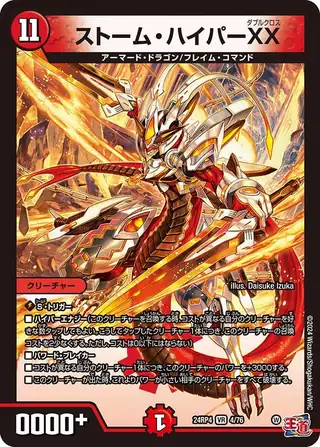 11
ダブルクロス
ストーム・ハイパーXX
アーマード・ドラゴン/フレイム・コマンド
クリーチャー
illus. Daisuke Izuka
S・トリガー
■ハイパーエナジー(このクリーチャーを召喚する時、コストが異なる自分のクリーチャーを好
きな数タップしてもよい。こうしてタップしたクリーチャー1体につき、このクリーチャーの召喚
コストを2少なくする。ただし、コストは0以下にはならない)
■パワード・ブレイカー
■コストが異なる自分のクリーチャー1体につき、このクリーチャーのパワーを+3000する。
■このクリーチャーが出た時、これよりパワーが小さい相手のクリーチャーをすべて破壊する。
©2024 Wizards/Shogakukan/WHC
0000+
1
24RP4 VR 4/76
W
王道